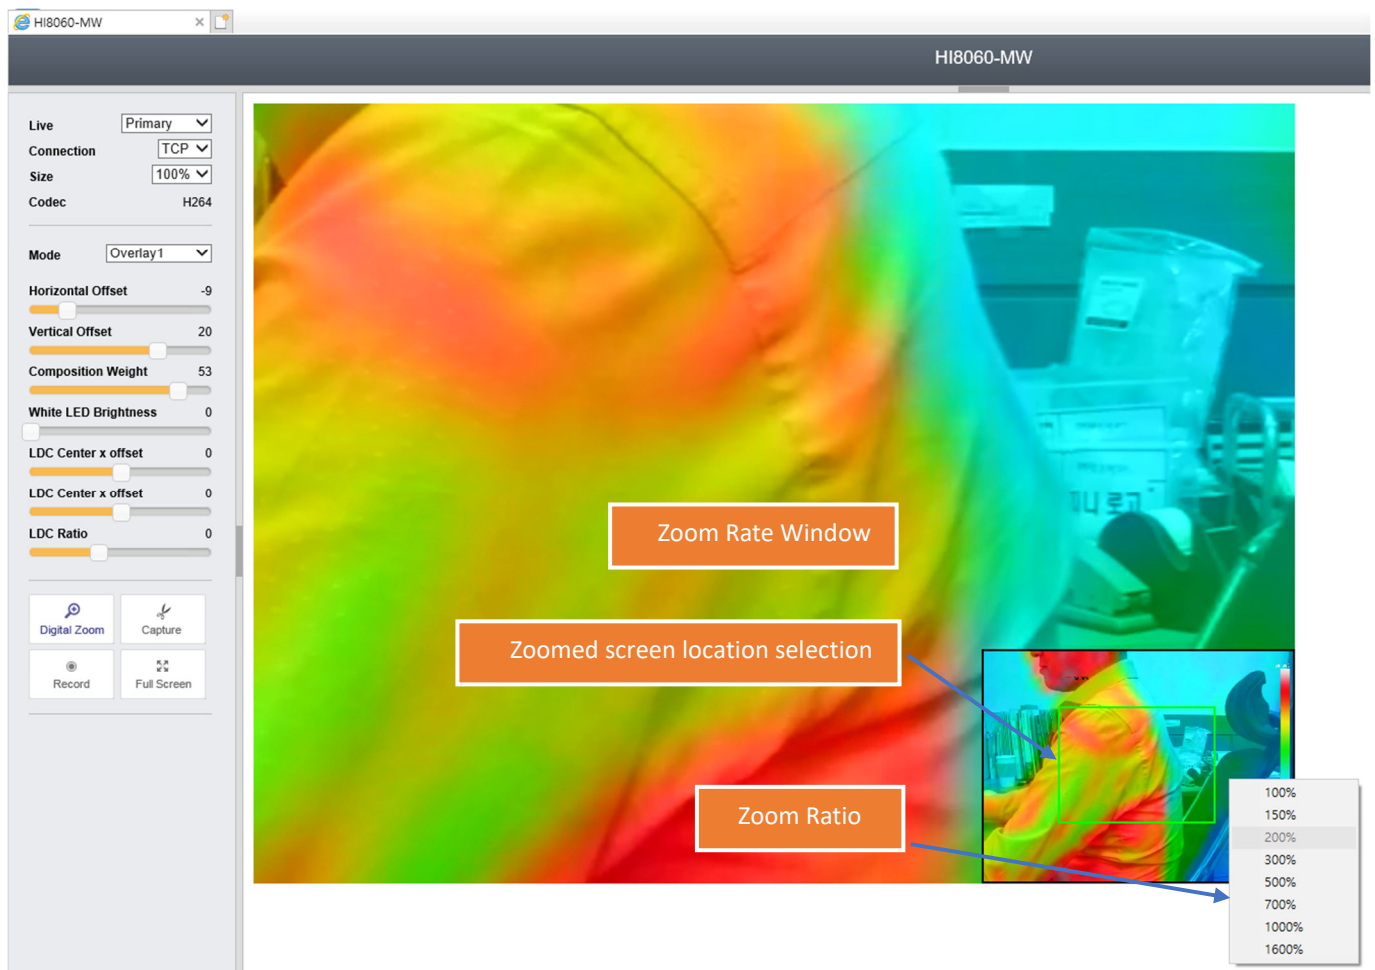 HI8060-MW
HI8060-MW
Live Primary
Connection TCP
Size 100%
Codec H264
Mode Overlay1
Horizontal Offset -9
Vertical Offset 20
Composition Weight 53
White LED Brightness 0
LDC Center x offset 0
LDC Center x offset 0
LDC Ratio 0
Digital Zoom Capture
Record Full Screen
Zoom Rate Window
Zoomed screen location selection
Zoom Ratio
100%
150%
200%
300%
500%
700%
1000%
1600%